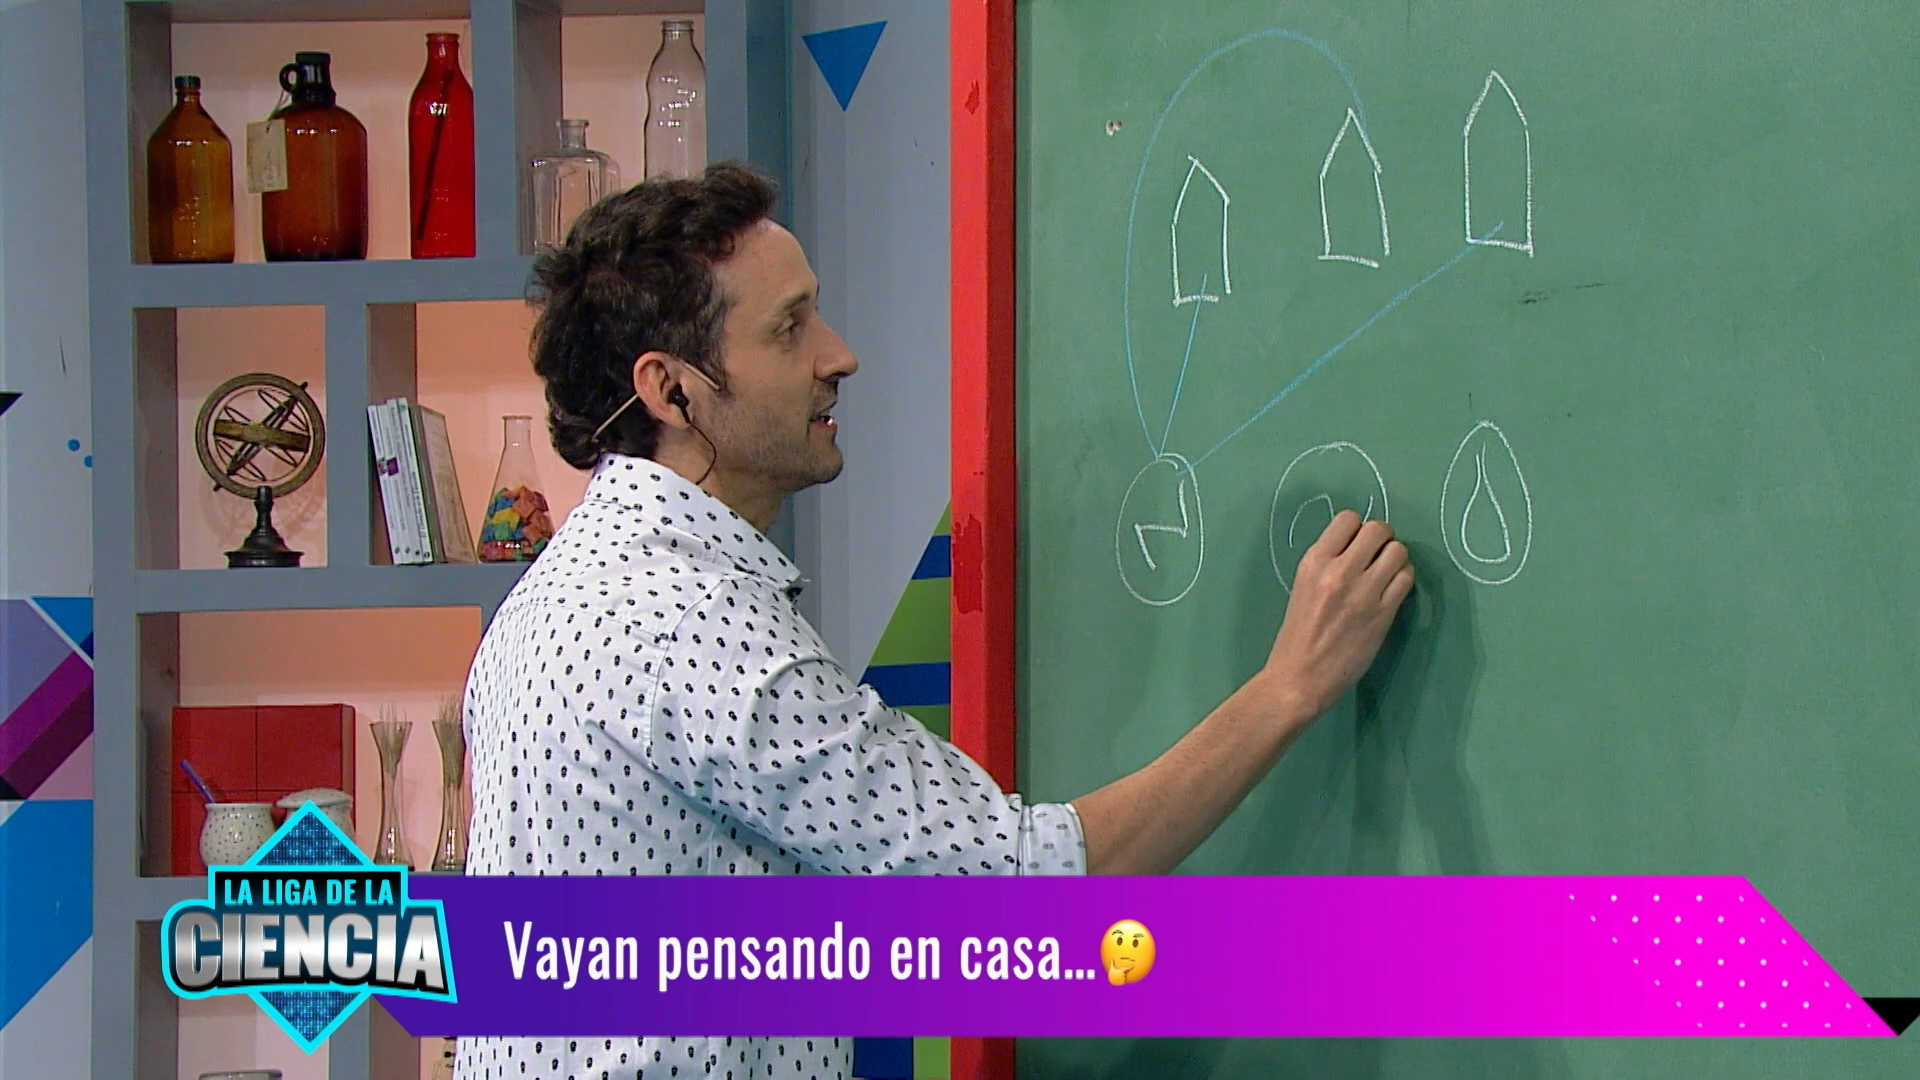 LA LIGA DE LA
CIENCIA
Vayan pensando en casa...🤔